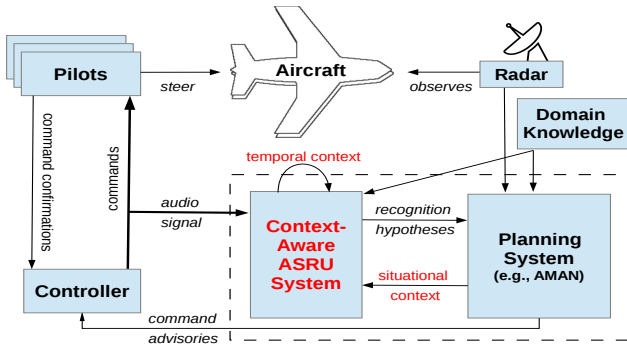 Pilots
steer
Aircraft
observes
Radar
Domain
Knowledge
command confirmations
commands
temporal context
audio
signal
Context-
Aware
ASRU
System
recognition
hypotheses
situational
context
Planning
System
(e.g., AMAN)
Controller
command
advisories